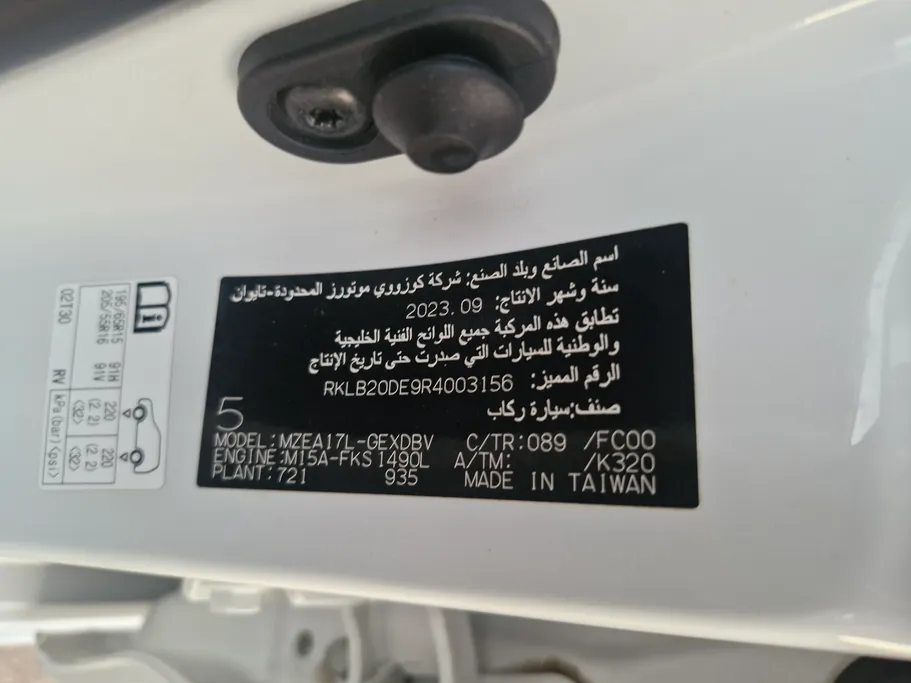 اسم الصانع وبلد الصنع: شركة كوزووي موتورز المحدودة-تايوان
سنة وشهر الانتاج: 2023.09
تطابق هذه المركبة جميع اللوائح الفنية الخليجية
والوطنية للسيارات التي صدرت حتى تاريخ الإنتاج
الرقم المميز: RKLB20DE9R4003156
صنف:سيارة ركاب
5
MODEL:MZEA17L-GEXDBV C/TR:089 /FC00
ENGINE:M15A-FKS 1490L A/TM: /K320
PLANT:721 935 MADE IN TAIWAN
195/65R15 91H 220 (2.2) <32> 220 (2.2) <32>
205/55R16 91V
02T30 RV kPa(bar)<psi>